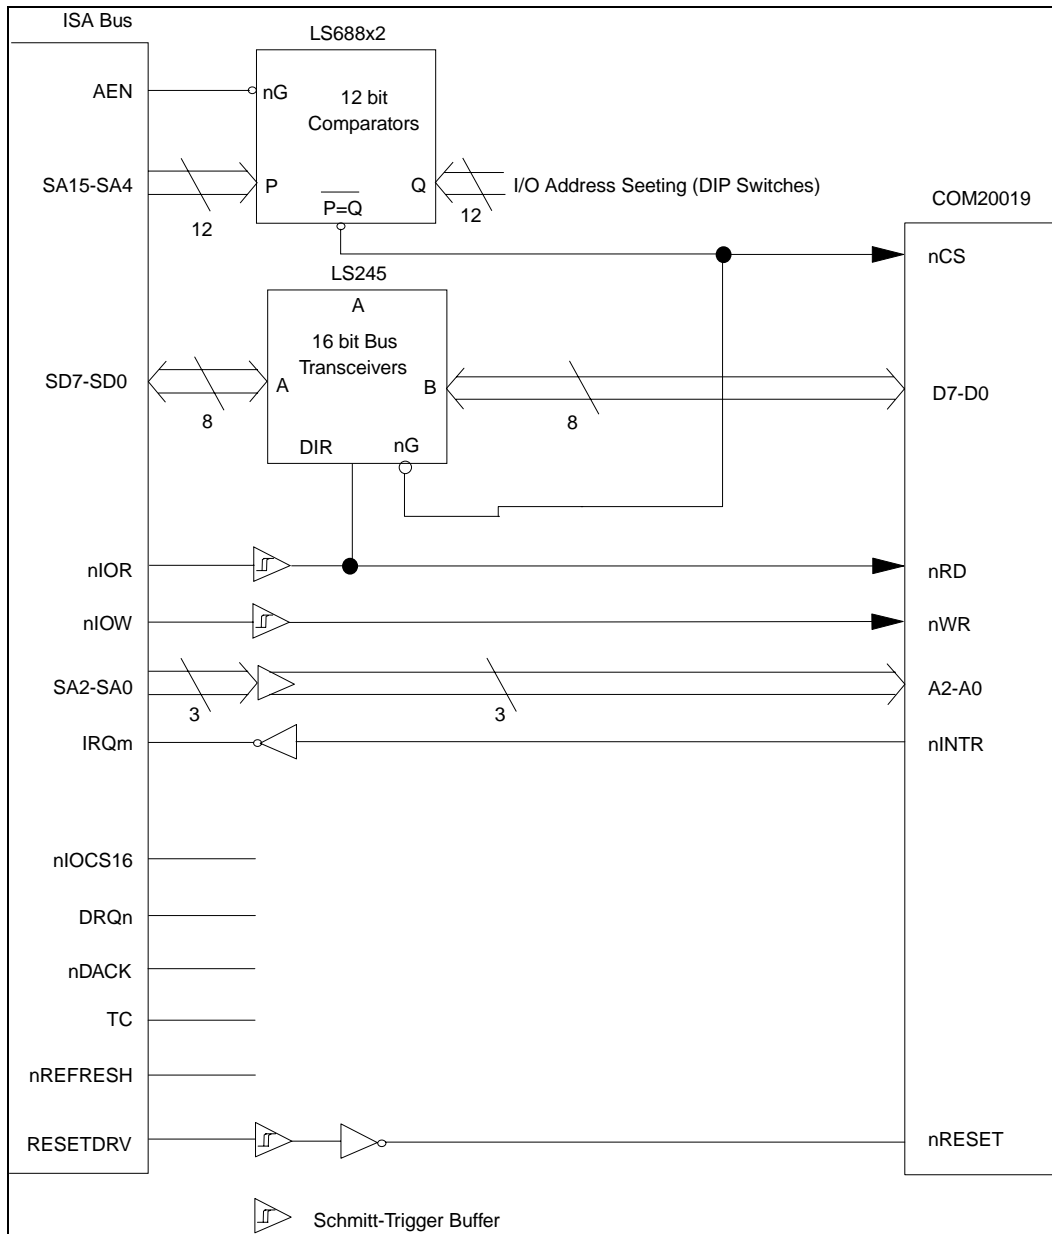 ISA Bus
LS688x2
AEN
nG
12 bit
Comparators
SA15-SA4
P
Q
I/O Address Seeting (DIP Switches)
12
P=Q
12
COM20019
nCS
LS245
A
16 bit Bus
Transceivers
SD7-SD0
A
B
D7-D0
8
8
DIR
nG
nIOR
nRD
nIOW
nWR
SA2-SA0
A2-A0
3
3
IRQm
nINTR
nIOCS16
DRQn
nDACK
TC
nREFRESH
RESETDRV
nRESET
Schmitt-Trigger Buffer